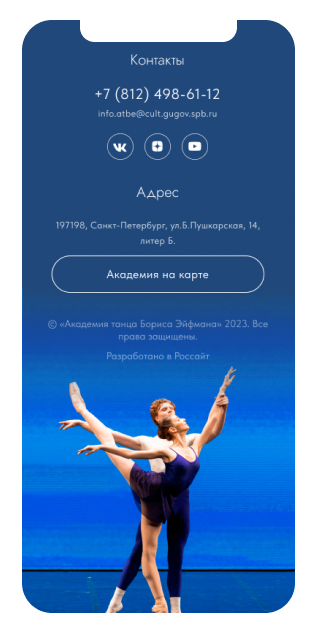 Контакты
+7 (812) 498-61-12
info.atbe@cult.gugov.spb.ru
Адрес
197198, Санкт-Петербург, ул.Б.Пушкарская, 14,
литер Б.
Академия на карте
© «Академия танца Бориса Эйфмана» 2023. Все
права защищены.
Разработано в Россайт